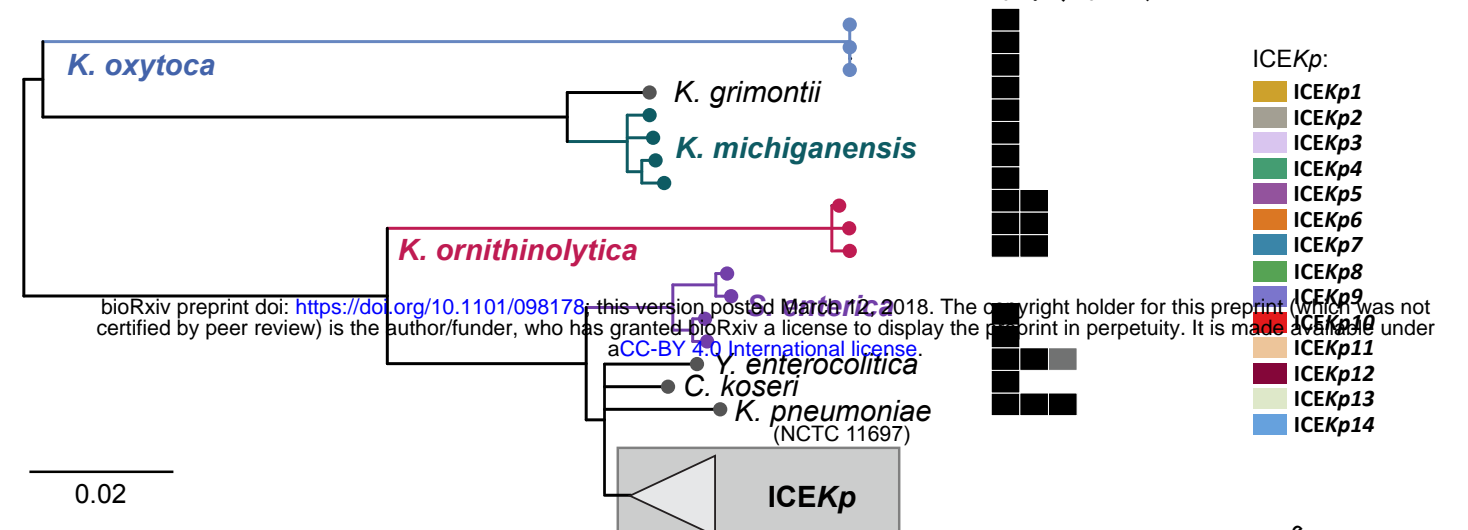 K. oxytoca
K. grimontii
K. michiganensis
K. ornithinolytica
S. enterica
bioRxiv preprint doi: https://doi.org/10.1101/098178; this version posted March 12, 2018. The copyright holder for this preprint (which was not
certified by peer review) is the author/funder, who has granted bioRxiv a license to display the preprint in perpetuity. It is made available under
aCC-BY 4.0 International license.
Y. enterocolitica
C. koseri
K. pneumoniae
(NCTC 11697)
ICEKp
0.02
ICEKp:
ICEKp1
ICEKp2
ICEKp3
ICEKp4
ICEKp5
ICEKp6
ICEKp7
ICEKp8
ICEKp9
ICEKp10
ICEKp11
ICEKp12
ICEKp13
ICEKp14